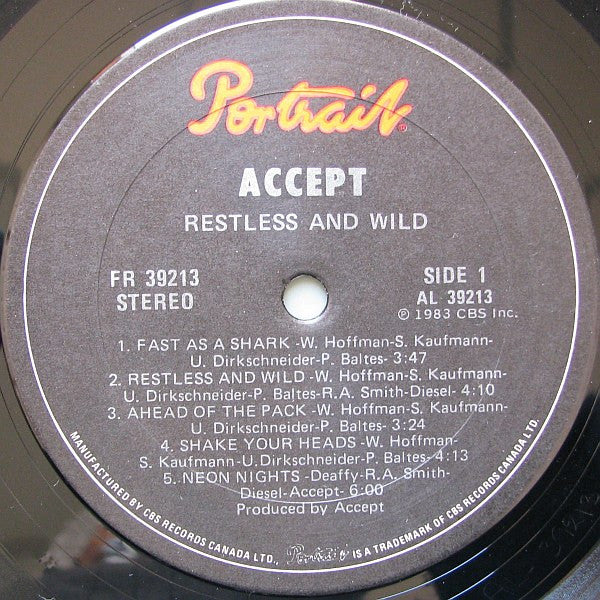 Portrait
ACCEPT
RESTLESS AND WILD
FR 39213
STEREO
SIDE 1
AL 39213
℗ 1983 CBS Inc.
1. FAST AS A SHARK -W. Hoffman-S. Kaufmann-
U. Dirkschneider-P. Baltes- 3:47
2. RESTLESS AND WILD -W. Hoffman-S. Kaufmann-
U. Dirkschneider-P. Baltes-R.A. Smith-Diesel- 4:10
3. AHEAD OF THE PACK -W. Hoffman-S. Kaufmann-
U. Dirkschneider-P. Baltes- 3:24
4. SHAKE YOUR HEADS -W. Hoffman-
S. Kaufmann-U.Dirkschneider-P. Baltes- 4:13
5. NEON NIGHTS -Deaffy-R.A. Smith-
Diesel-Accept- 6:00
Produced by Accept
MANUFACTURED BY CBS RECORDS CANADA LTD., Portrait IS A TRADEMARK OF CBS RECORDS CANADA LTD.